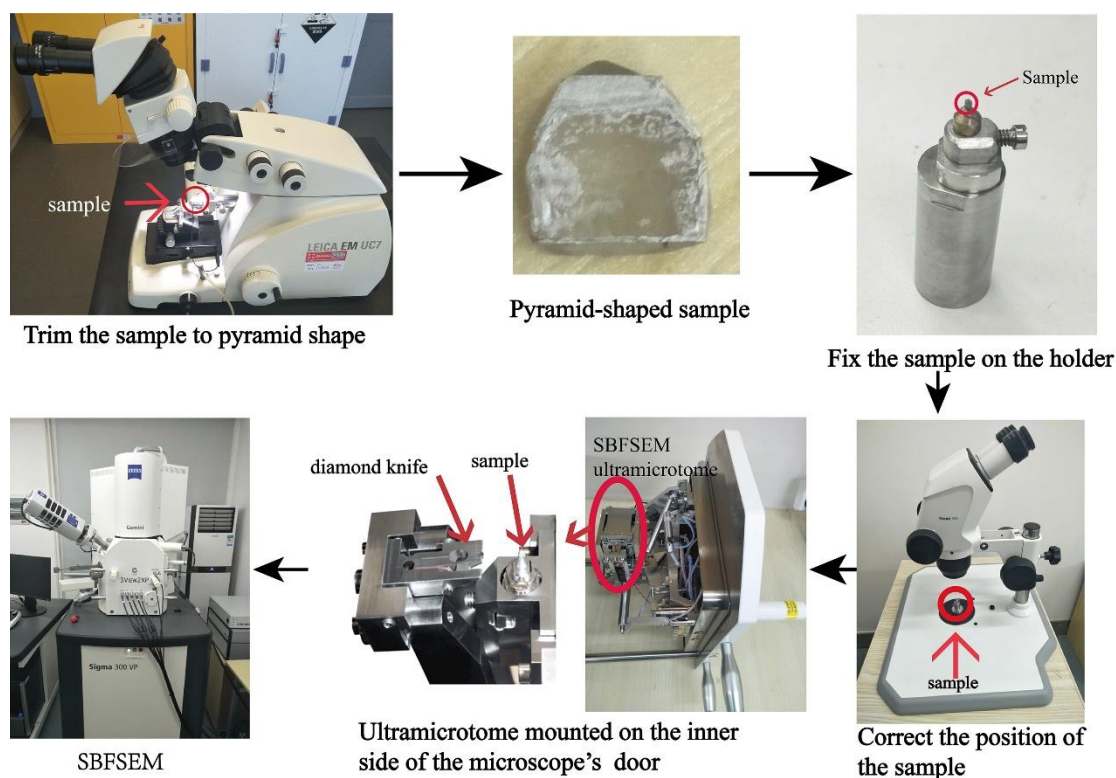 sample
LEICA EM UC7
Trim the sample to pyramid shape
Pyramid-shaped sample
Sample
Fix the sample on the holder
sample
Correct the position of
the sample
SBFSEM
ultramicrotome
diamond knife
sample
Ultramicrotome mounted on the inner
side of the microscope's door
ZEISS
Gemini
3View2XP
Sigma 300 VP
SBFSEM